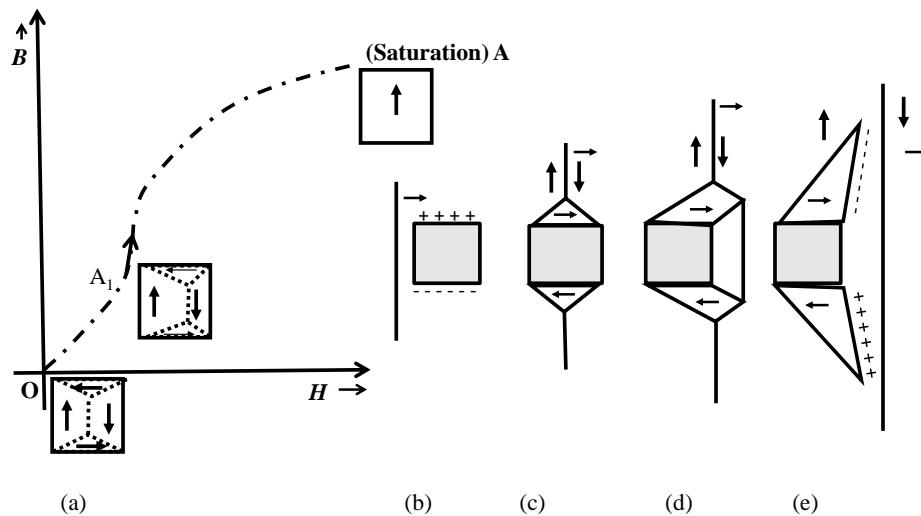 B
(Saturation) A
A1
O
H
+ + + +
- - - - - - -
+ + + + + +
(a)
(b)
(c)
(d)
(e)